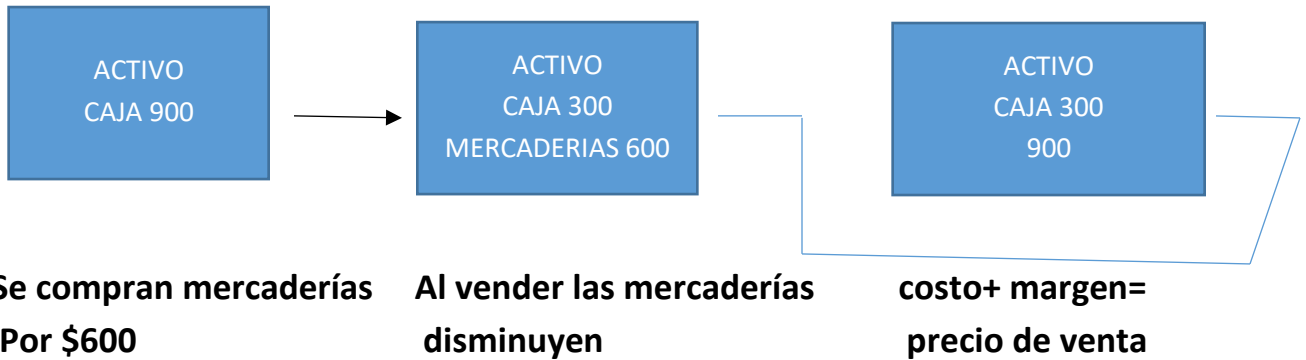 ACTIVO
CAJA 900
ACTIVO
CAJA 300
MERCADERIAS 600
ACTIVO
CAJA 300
900
Se compran mercaderías
Por $600
Al vender las mercaderías
disminuyen
costo+ margen=
precio de venta